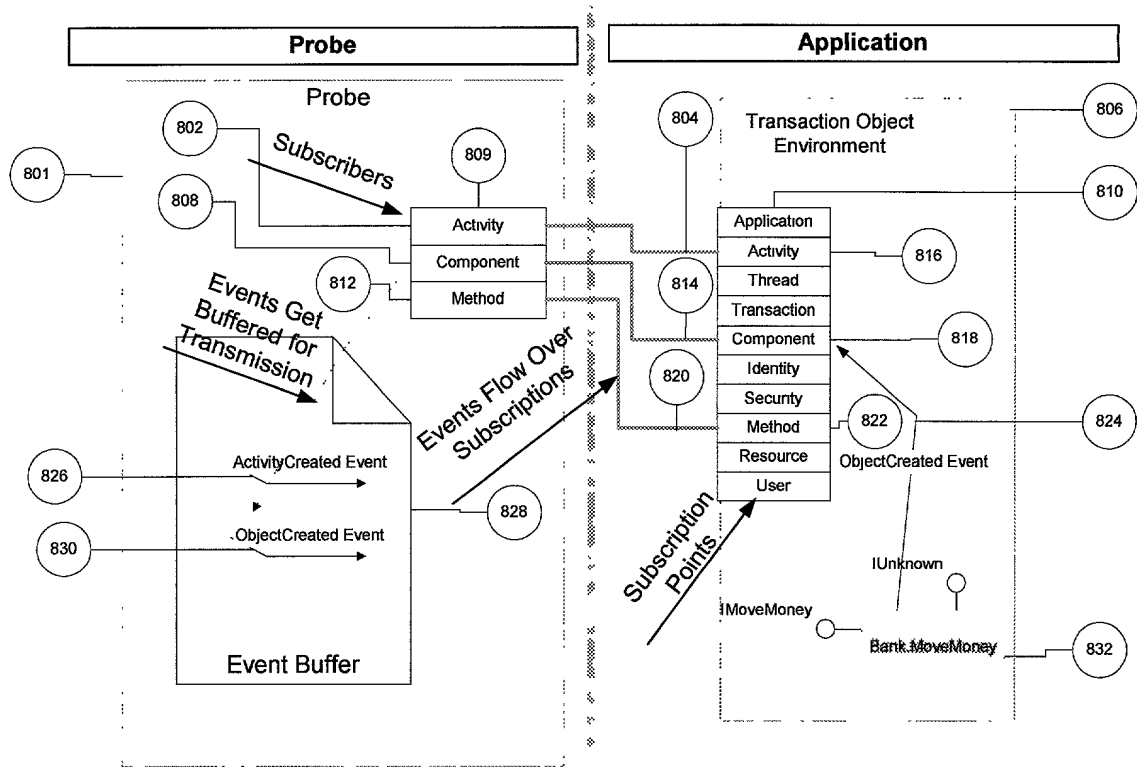 Probe
Application
Probe
802
Subscribers
809
804
Transaction Object
Environment
806
801
808
810
Activity
Component
Method
812
814
Application
Activity
Thread
Transaction
Component
Identity
Security
Method
Resource
User
816
818
820
822
824
Events Get
Buffered for
Transmission
Events Flow Over
Subscriptions
ObjectCreated Event
826
ActivityCreated Event
828
830
ObjectCreated Event
Subscription
Points
IUnknown
IMoveMoney
Bank.MoveMoney
832
Event Buffer